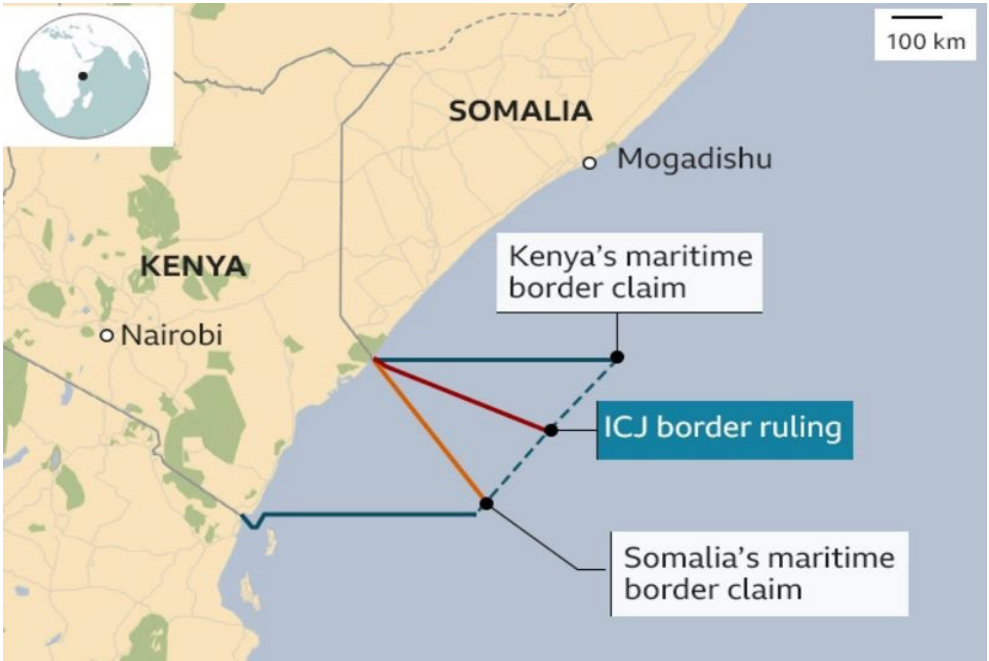 100 km
SOMALIA
Mogadishu
Kenya’s maritime
border claim
KENYA
Nairobi
ICJ border ruling
Somalia’s maritime
border claim